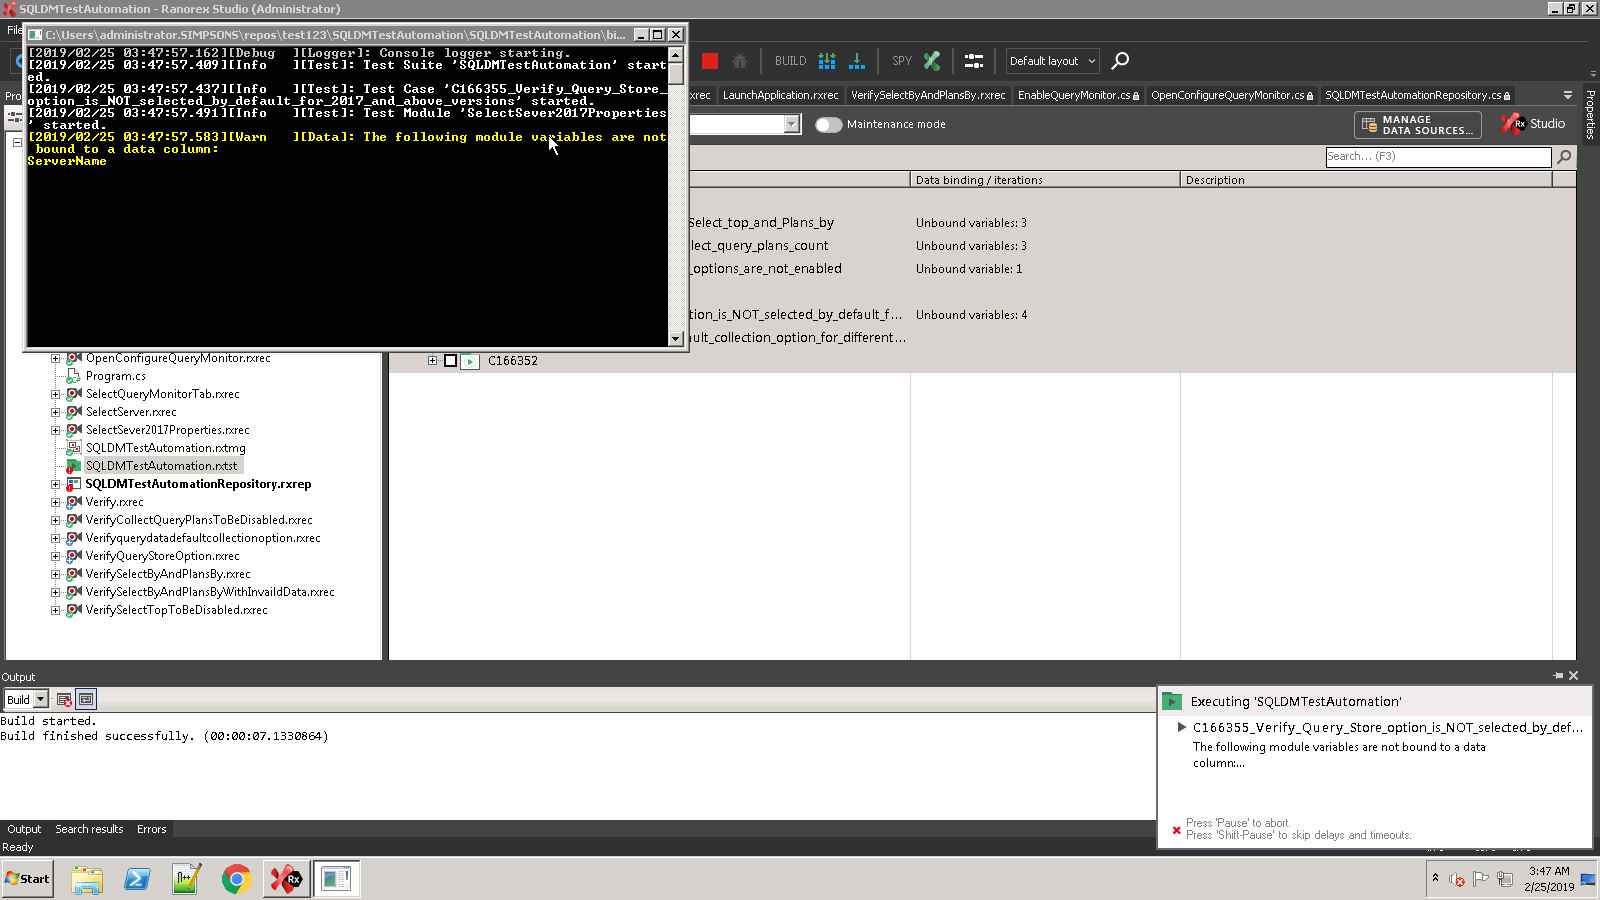 SQLDMTestAutomation - Ranorex Studio (Administrator)
File
C:\Users\administrator.SIMPSONS\repos\test123\SQLDMTestAutomation\SQLDMTestAutomation\bi...
[2019/02/25 03:47:57.162][Debug   ][Logger]: Console logger starting.
[2019/02/25 03:47:57.409][Info    ][Test]: Test Suite 'SQLDMTestAutomation' start
ed.
[2019/02/25 03:47:57.437][Info    ][Test]: Test Case 'C166355_Verify_Query_Store_
option_is_NOT_selected_by_default_for_2017_and_above_versions' started.
[2019/02/25 03:47:57.491][Info    ][Test]: Test Module 'SelectSever2017Properties
' started.
[2019/02/25 03:47:57.583][Warn    ][Data]: The following module variables are not
 bound to a data column:
ServerName
BUILD
SPY
Default layout
Pro
rxrec
LaunchApplication.rxrec
VerifySelectByAndPlansBy.rxrec
EnableQueryMonitor.cs
OpenConfigureQueryMonitor.cs
SQLDMTestAutomationRepository.cs
Properties
Maintenance mode
MANAGE
DATA SOURCES...
Rx Studio
Search... (F3)
Data binding / iterations
Description
Select_top_and_Plans_by
Unbound variables: 3
lect_query_plans_count
Unbound variables: 3
_options_are_not_enabled
Unbound variable: 1
tion_is_NOT_selected_by_default_f...
Unbound variables: 4
ult_collection_option_for_different...
C166352
OpenConfigureQueryMonitor.rxrec
Program.cs
SelectQueryMonitorTab.rxrec
SelectServer.rxrec
SelectSever2017Properties.rxrec
SQLDMTestAutomation.rxtmg
SQLDMTestAutomation.rxtst
SQLDMTestAutomationRepository.rxrep
Verify.rxrec
VerifyCollectQueryPlansToBeDisabled.rxrec
Verifyquerydatadefaultcollectionoption.rxrec
VerifyQueryStoreOption.rxrec
VerifySelectByAndPlansBy.rxrec
VerifySelectByAndPlansByWithInvaildData.rxrec
VerifySelectTopToBeDisabled.rxrec
Output
Build
Build started.
Build finished successfully. (00:00:07.1330864)
Executing 'SQLDMTestAutomation'
C166355_Verify_Query_Store_option_is_NOT_selected_by_def...
The following module variables are not bound to a data
column:...
Press 'Pause' to abort.
Press 'Shift-Pause' to skip delays and timeouts.
Output
Search results
Errors
Ready
Start
Rx
3:47 AM
2/25/2019